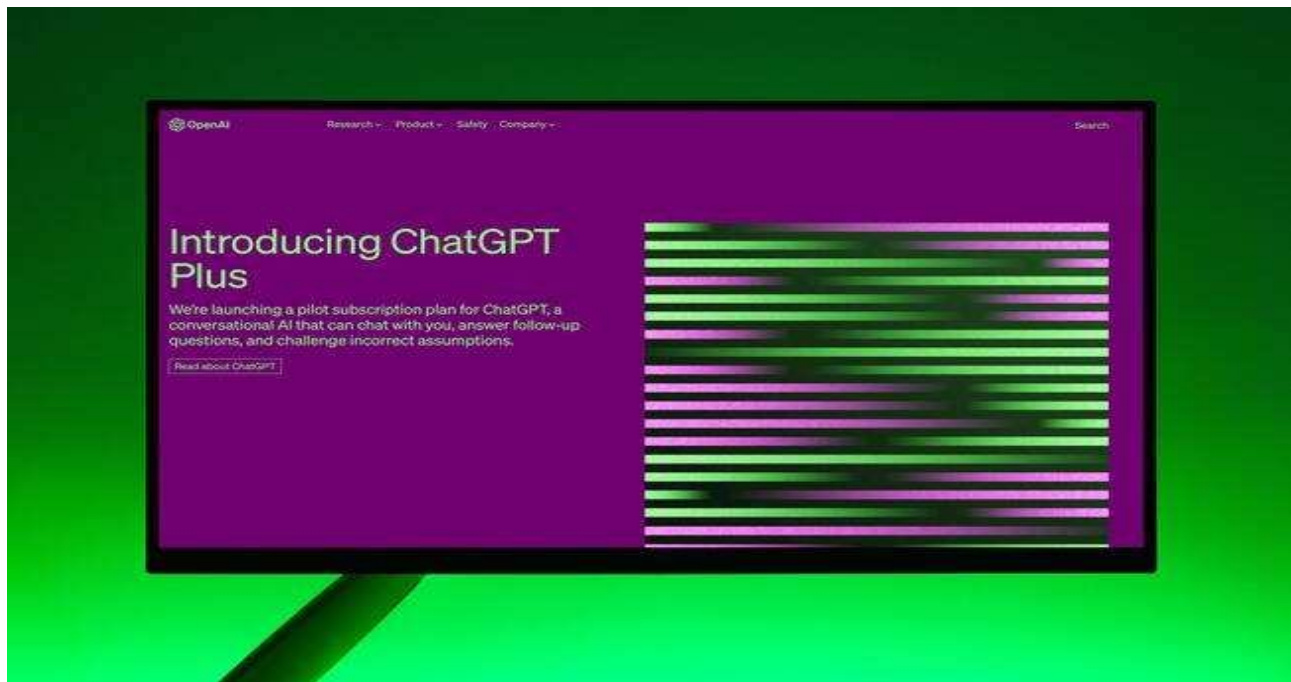 OpenAI
Research Product Safety Company
Search
Introducing ChatGPT
Plus
We're launching a pilot subscription plan for ChatGPT, a
conversational AI that can chat with you, answer follow-up
questions, and challenge incorrect assumptions.
Read about ChatGPT